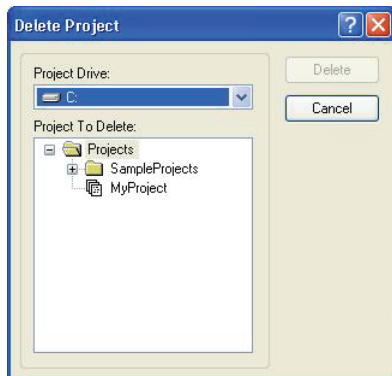 Delete Project
Project Drive:
C:
Project To Delete:
Projects
SampleProjects
MyProject
Delete
Cancel